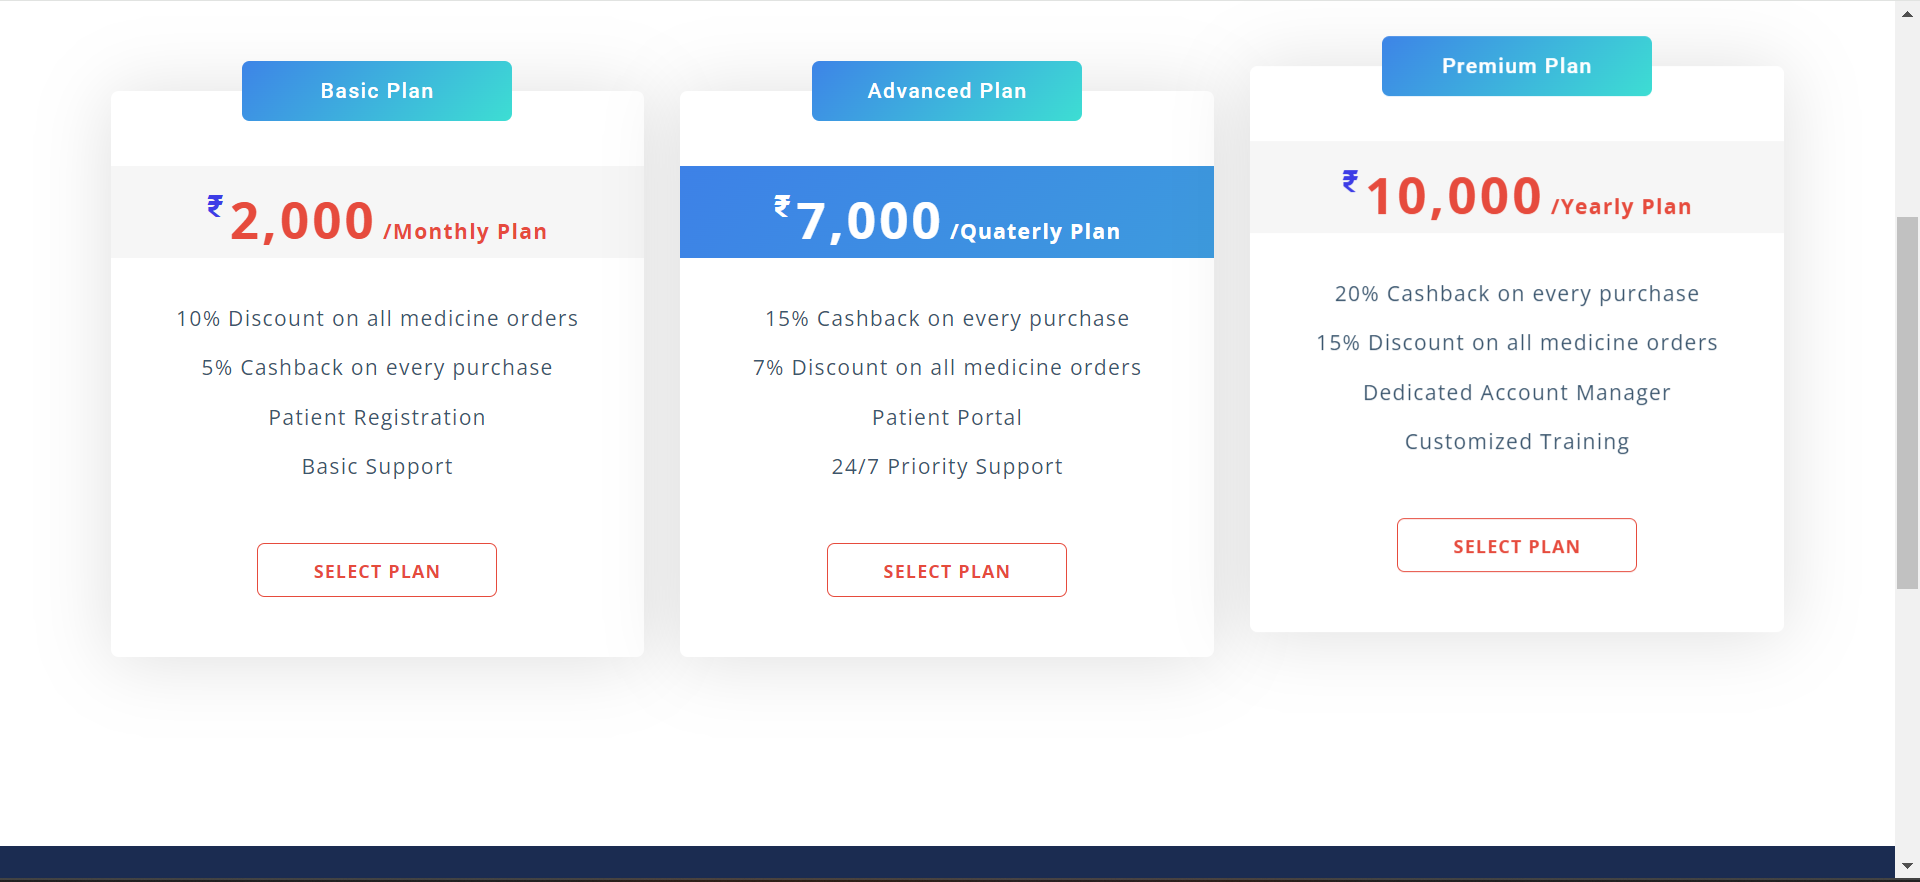 Basic Plan
₹2,000 /Monthly Plan
10% Discount on all medicine orders
5% Cashback on every purchase
Patient Registration
Basic Support
SELECT PLAN
Advanced Plan
₹7,000 /Quaterly Plan
15% Cashback on every purchase
7% Discount on all medicine orders
Patient Portal
24/7 Priority Support
SELECT PLAN
Premium Plan
₹10,000 /Yearly Plan
20% Cashback on every purchase
15% Discount on all medicine orders
Dedicated Account Manager
Customized Training
SELECT PLAN